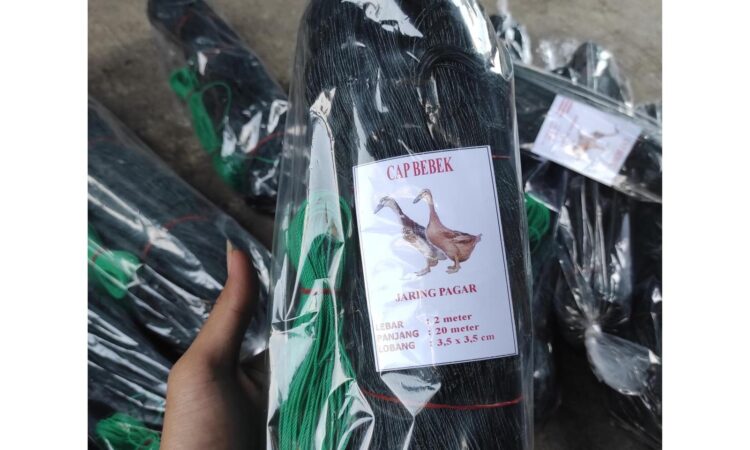 CAP BEBEK
JARING PAGAR
LEBAR : 2 meter
PANJANG : 20 meter
LOBANG : 3,5 x 3,5 cm